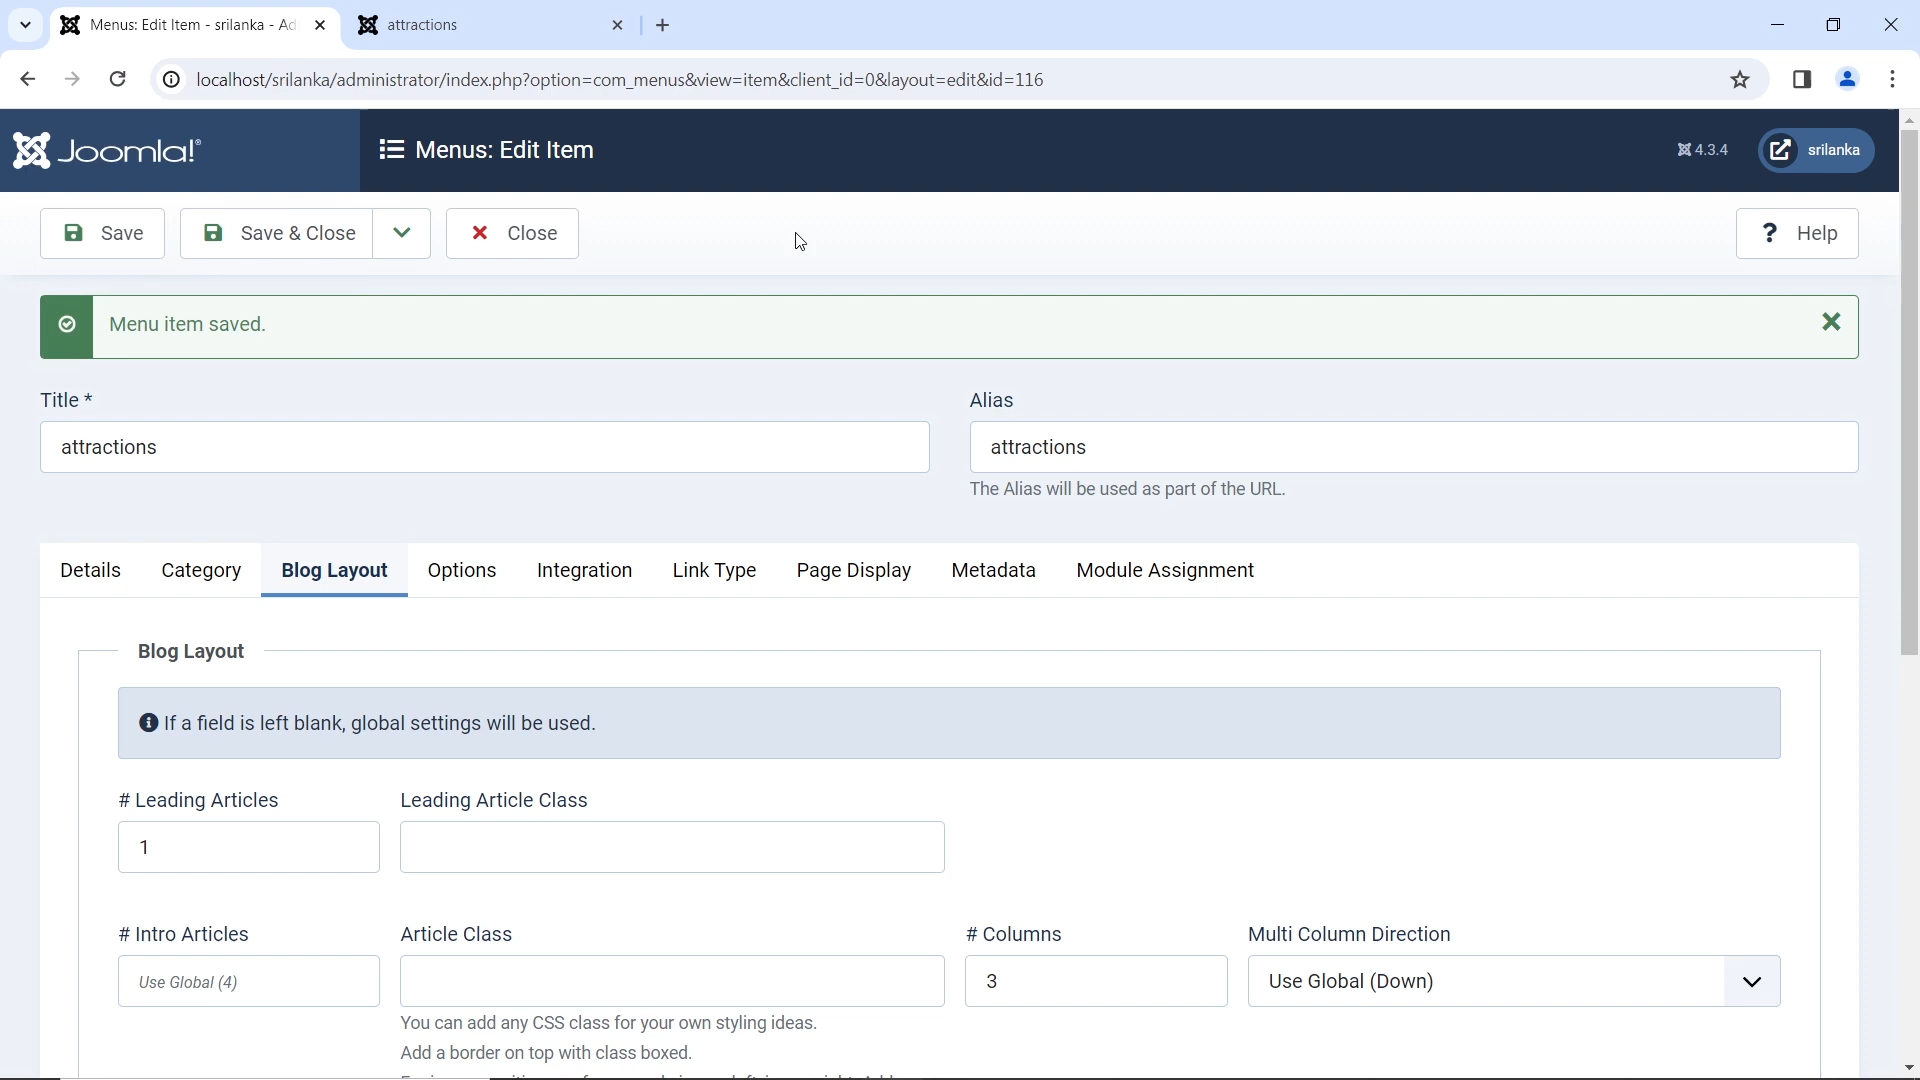 Menus: Edit Item - srilanka - Ad
attractions
localhost/srilanka/administrator/index.php?option=com_menus&view=item&client_id=0&layout=edit&id=116
Joomla!®
Menus: Edit Item
4.3.4
srilanka
Save
Save & Close
Close
? Help
Menu item saved.
Title *
Alias
attractions
attractions
The Alias will be used as part of the URL.
Details
Category
Blog Layout
Options
Integration
Link Type
Page Display
Metadata
Module Assignment
Blog Layout
If a field is left blank, global settings will be used.
# Leading Articles
Leading Article Class
1
# Intro Articles
Article Class
# Columns
Multi Column Direction
Use Global (4)
3
Use Global (Down)
You can add any CSS class for your own styling ideas.
Add a border on top with class boxed.